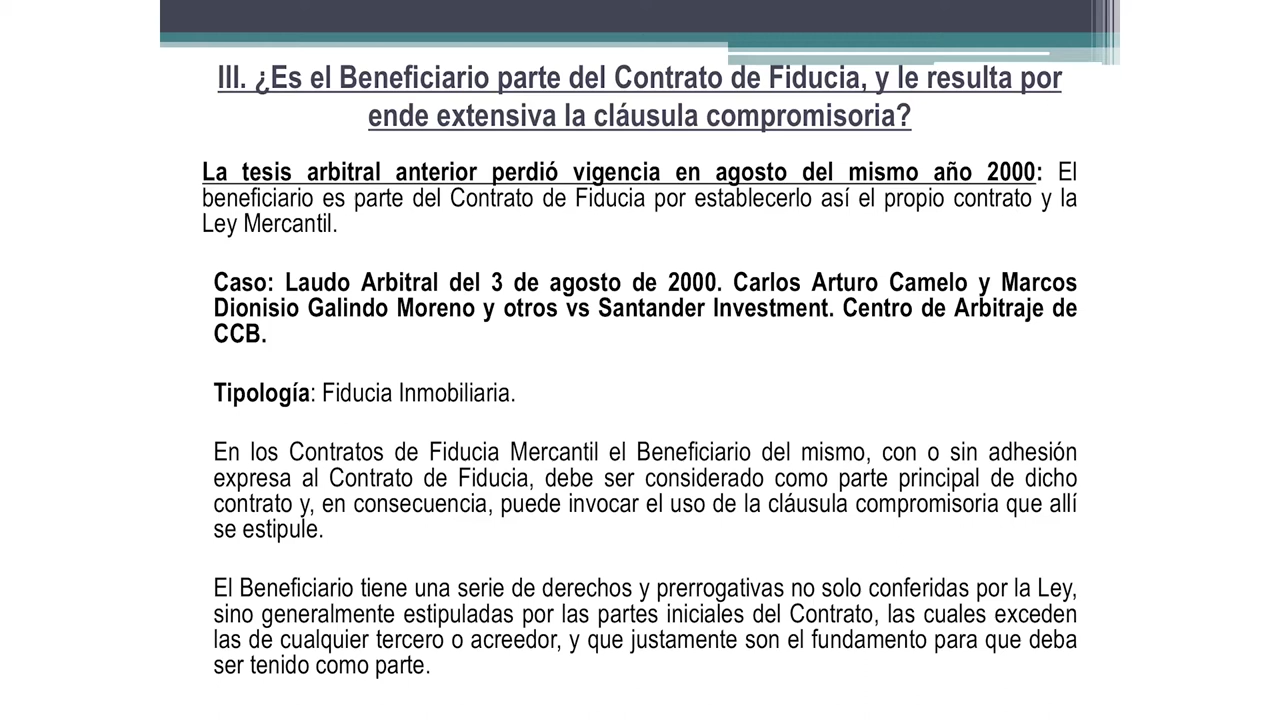 III. ¿Es el Beneficiario parte del Contrato de Fiducia, y le resulta por
ende extensiva la cláusula compromisoria?
La tesis arbitral anterior perdió vigencia en agosto del mismo año 2000: El
beneficiario es parte del Contrato de Fiducia por establecerlo así el propio contrato y la
Ley Mercantil.
Caso: Laudo Arbitral del 3 de agosto de 2000. Carlos Arturo Camelo y Marcos
Dionisio Galindo Moreno y otros vs Santander Investment. Centro de Arbitraje de
CCB.
Tipología: Fiducia Inmobiliaria.
En los Contratos de Fiducia Mercantil el Beneficiario del mismo, con o sin adhesión
expresa al Contrato de Fiducia, debe ser considerado como parte principal de dicho
contrato y, en consecuencia, puede invocar el uso de la cláusula compromisoria que allí
se estipule.
El Beneficiario tiene una serie de derechos y prerrogativas no solo conferidas por la Ley,
sino generalmente estipuladas por las partes iniciales del Contrato, las cuales exceden
las de cualquier tercero o acreedor, y que justamente son el fundamento para que deba
ser tenido como parte.